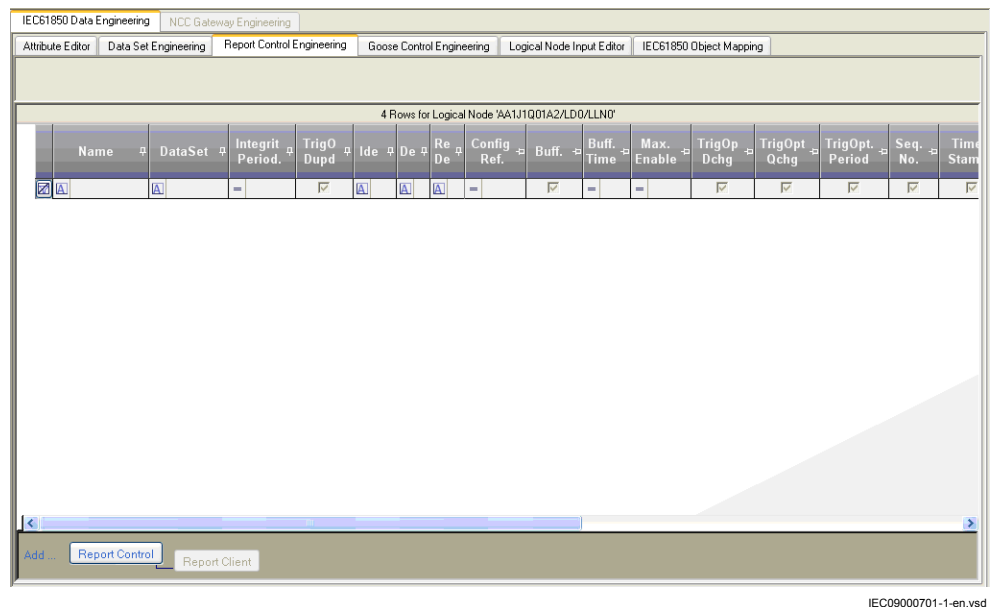 IEC61850 Data Engineering NCC Gateway Engineering
Attribute Editor Data Set Engineering Report Control Engineering Goose Control Engineering Logical Node Input Editor IEC61850 Object Mapping
4 Rows for Logical Node 'AA1J1Q01A2/LD0/LLN0'
Name DataSet Integrit Period. TrigO Dupd Ide De Re De Config Ref. Buff. Buff. Time Max. Enable TrigOp Dchg TrigOpt Qchg TrigOpt. Period Seq. No. Time Stam
A A = A A A = = =
Add ... Report Control Report Client
IEC09000701-1-en.vsd